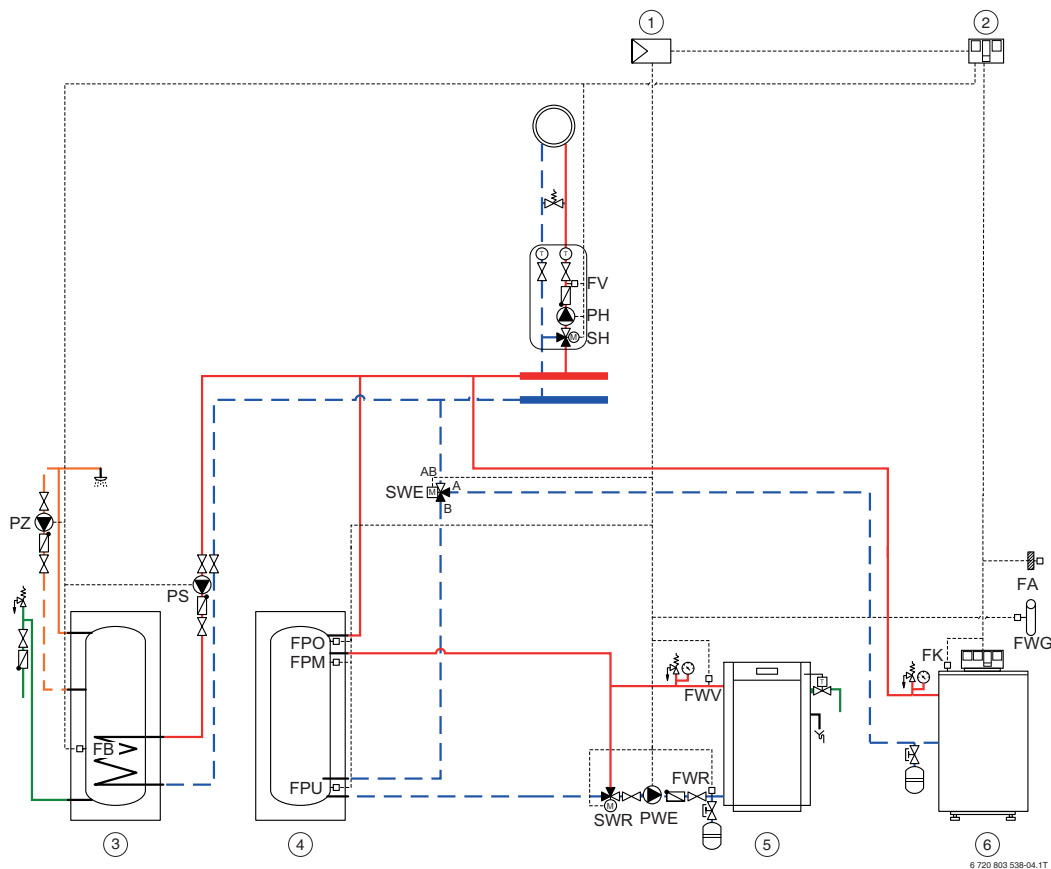 1
2
T T
FV
PH
M
SH
AB
SWE M A
B
PZ
PS
FA
FPO
FPM
FK
FWG
T
FWV
FB
FPU
FWR
M
SWR
PWE
3
4
5
6
6 720 803 538-04.1T